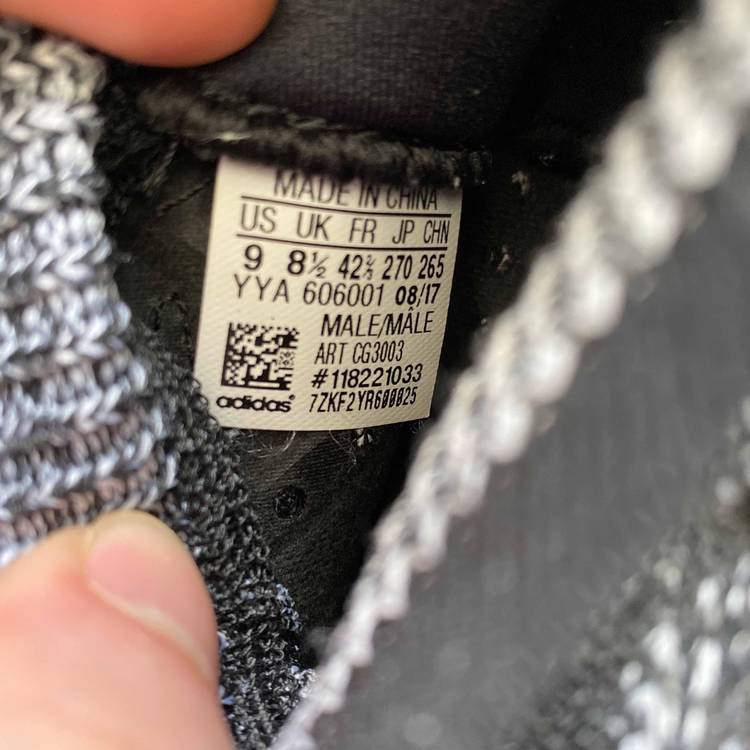 MADE IN CHINA
US UK FR JP CHN
9 8½ 42⅔ 270 265
YYA 606001 08/17
MALE/MÂLE
ART CG3003
#118221033
adidas® 7ZKF2YR600025